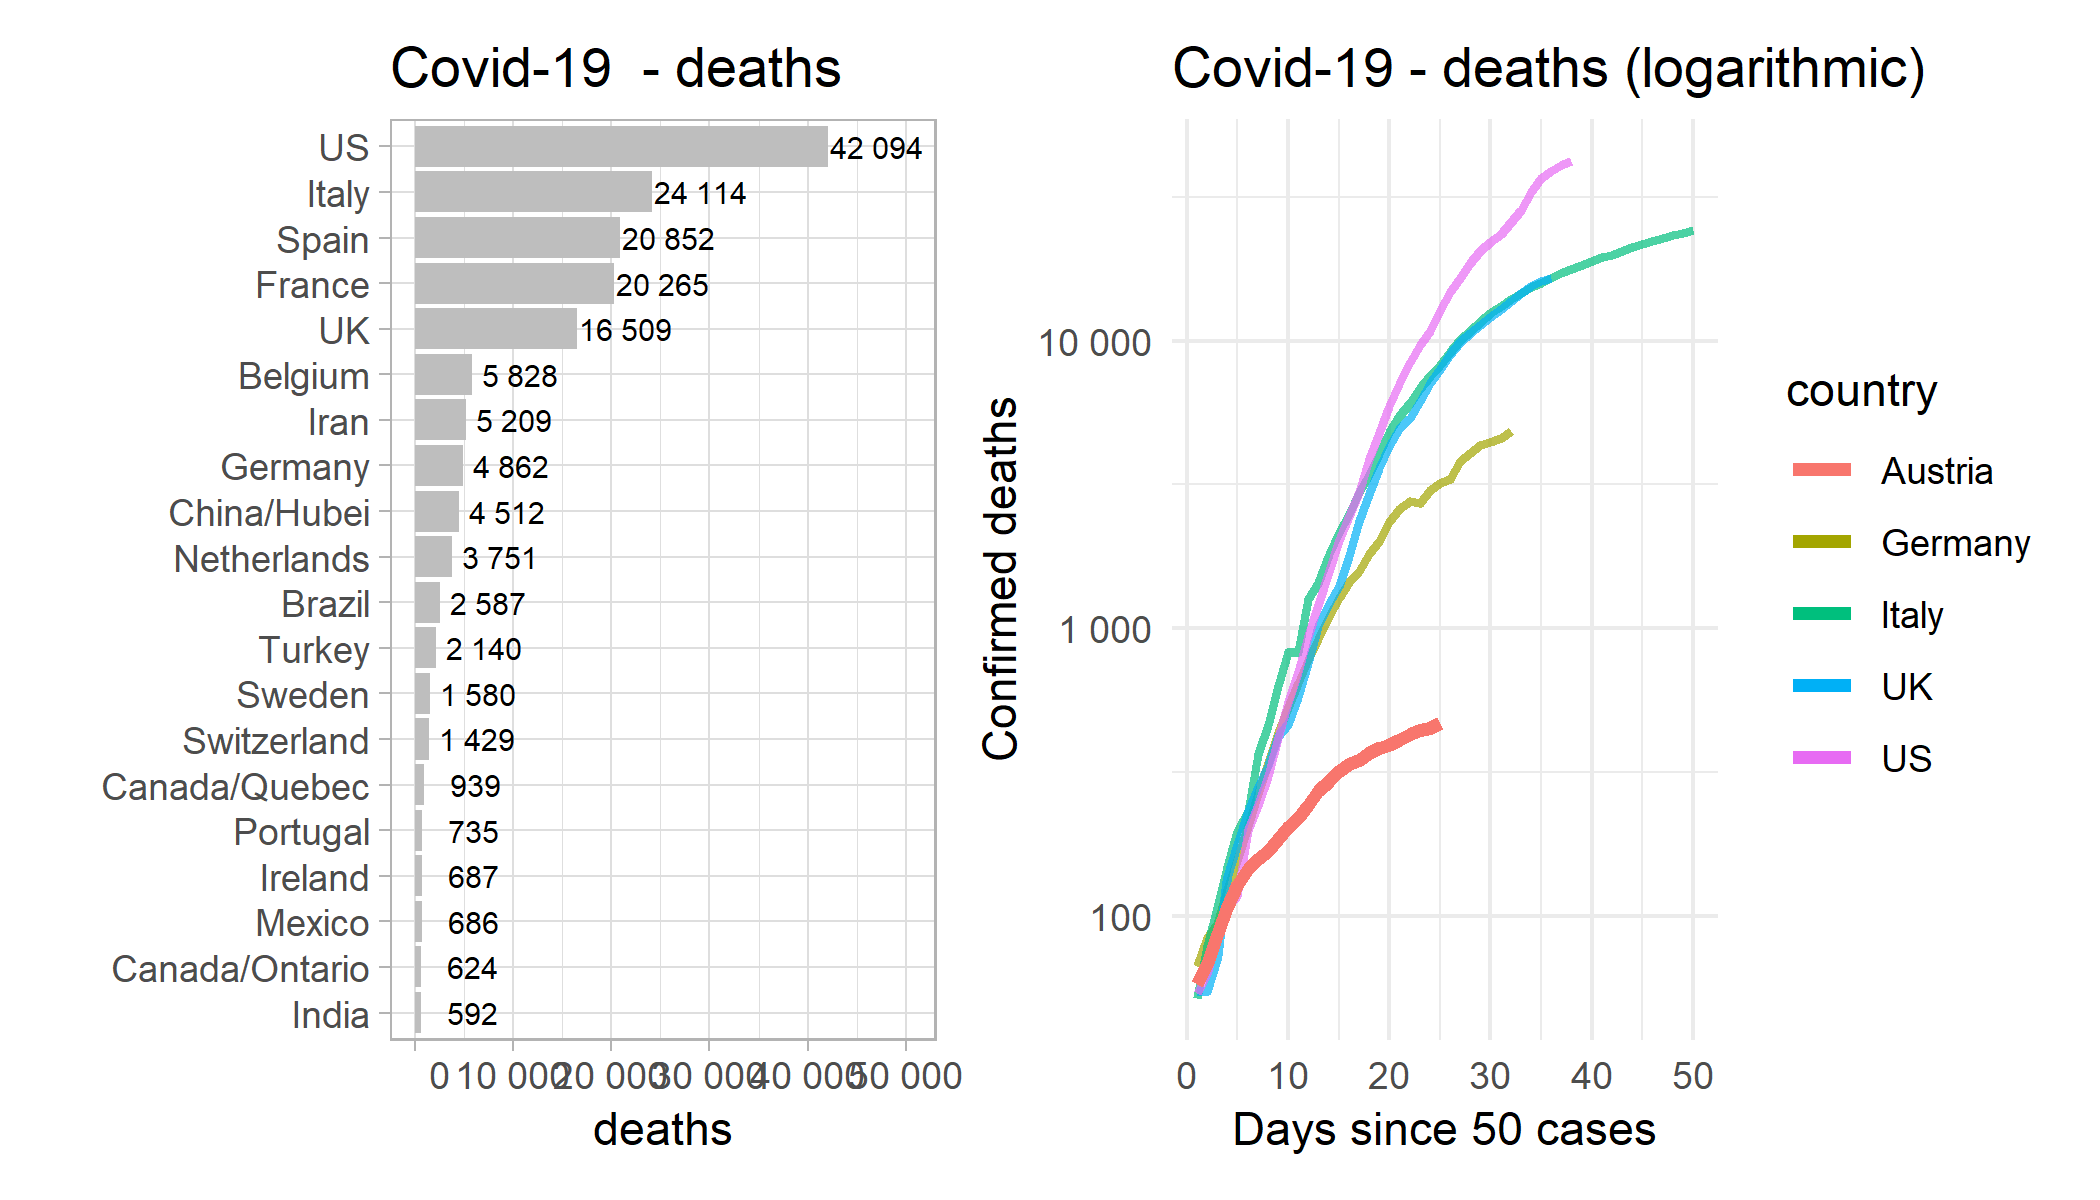 Covid-19  - deaths
US
42 094
Italy
24 114
Spain
20 852
France
20 265
UK
16 509
Belgium
5 828
Iran
5 209
Germany
4 862
China/Hubei
4 512
Netherlands
3 751
Brazil
2 587
Turkey
2 140
Sweden
1 580
Switzerland
1 429
Canada/Quebec
939
Portugal
735
Ireland
687
Mexico
686
Canada/Ontario
624
India
592
0 10 000 20 000 30 000 40 000 50 000
deaths
Covid-19 - deaths (logarithmic)
Confirmed deaths
10 000
1 000
100
0 10 20 30 40 50
Days since 50 cases
country
Austria
Germany
Italy
UK
US